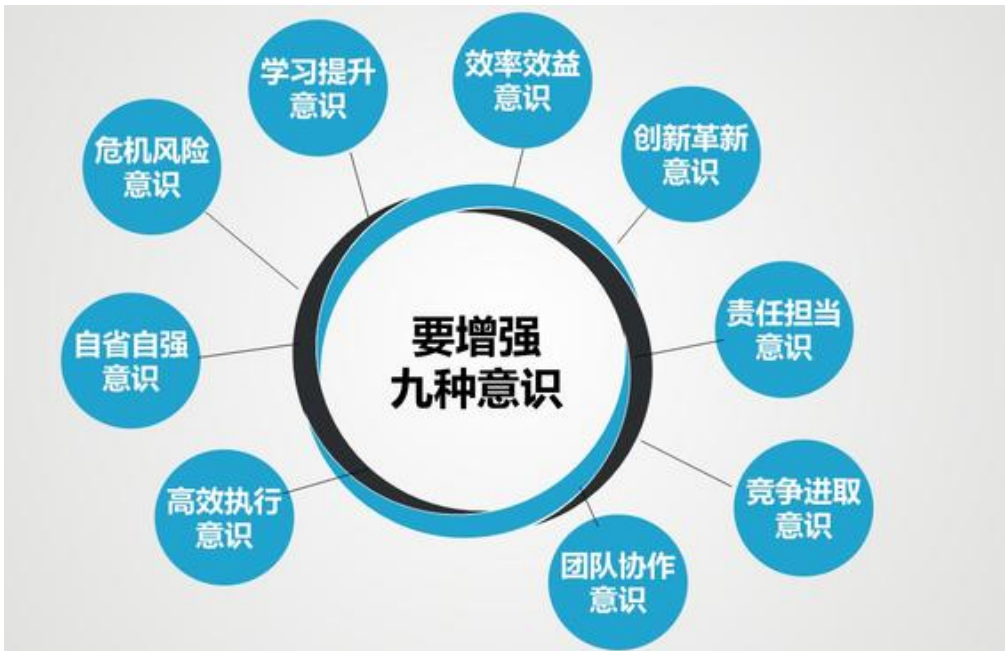 学习提升
意识
效率效益
意识
创新革新
意识
危机风险
意识
责任担当
意识
要增强
九种意识
自省自强
意识
竞争进取
意识
高效执行
意识
团队协作
意识